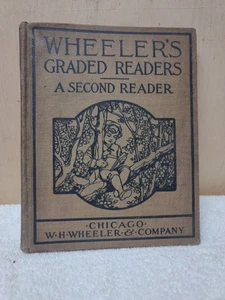 WHEELER'S
GRADED READERS
A SECOND READER
·CHICAGO·
W·H·WHEELER·&·COMPANY